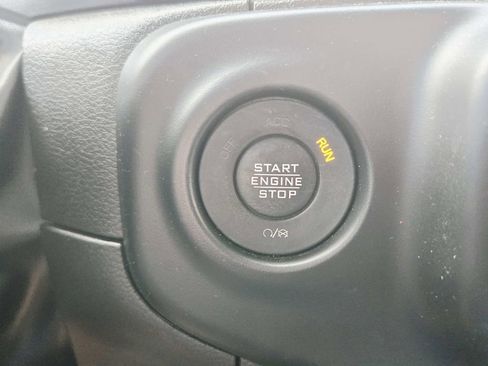 OFF
ACC
RUN
START
ENGINE
STOP